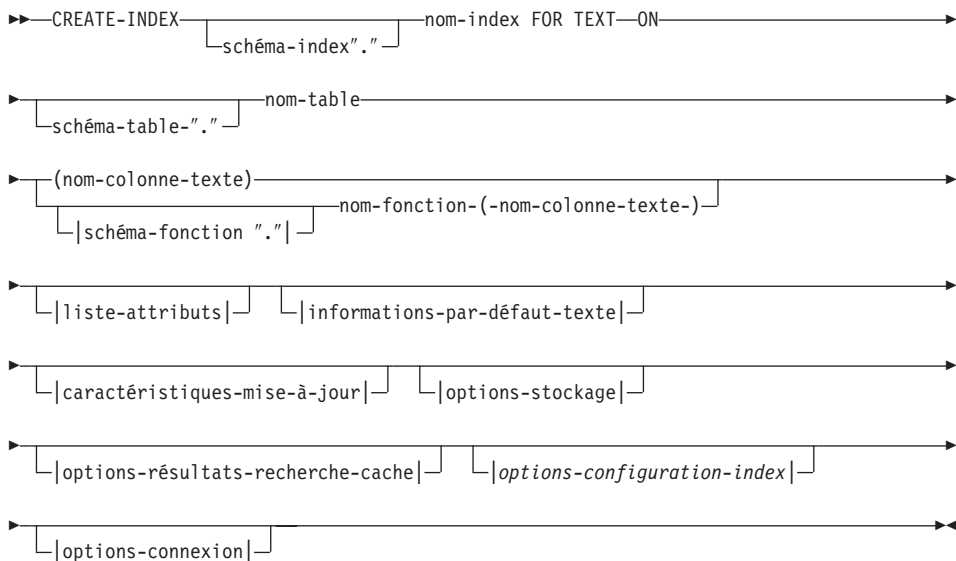 CREATE-INDEX nom-index FOR TEXT ON
schéma-index"."
nom-table
schéma-table-"."
(nom-colonne-texte)
nom-fonction-(-nom-colonne-texte-)
|schéma-fonction "."|
|liste-attributs| |informations-par-défaut-texte|
|caractéristiques-mise-à-jour| |options-stockage|
|options-résultats-recherche-cache| |options-configuration-index|
|options-connexion|